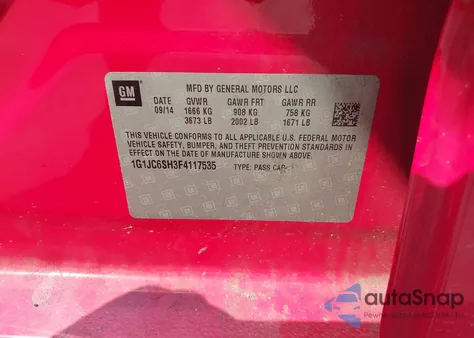 GM
MFD BY GENERAL MOTORS LLC
DATE GVWR GAWR FRT GAWR RR
09/14 1666 KG 908 KG 758 KG
3673 LB 2002 LB 1671 LB
THIS VEHICLE CONFORMS TO ALL APPLICABLE U.S. FEDERAL MOTOR
VEHICLE SAFETY, BUMPER, AND THEFT PREVENTION STANDARDS IN
EFFECT ON THE DATE OF MANUFACTURE SHOWN ABOVE.
1G1JC6SH3F4117535 TYPE: PASS CAR
autaSnap